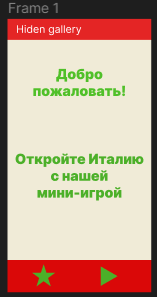 Frame 1
Hiden gallery
Добро
пожаловать!
Откройте Италию
с нашей
мини-игрой